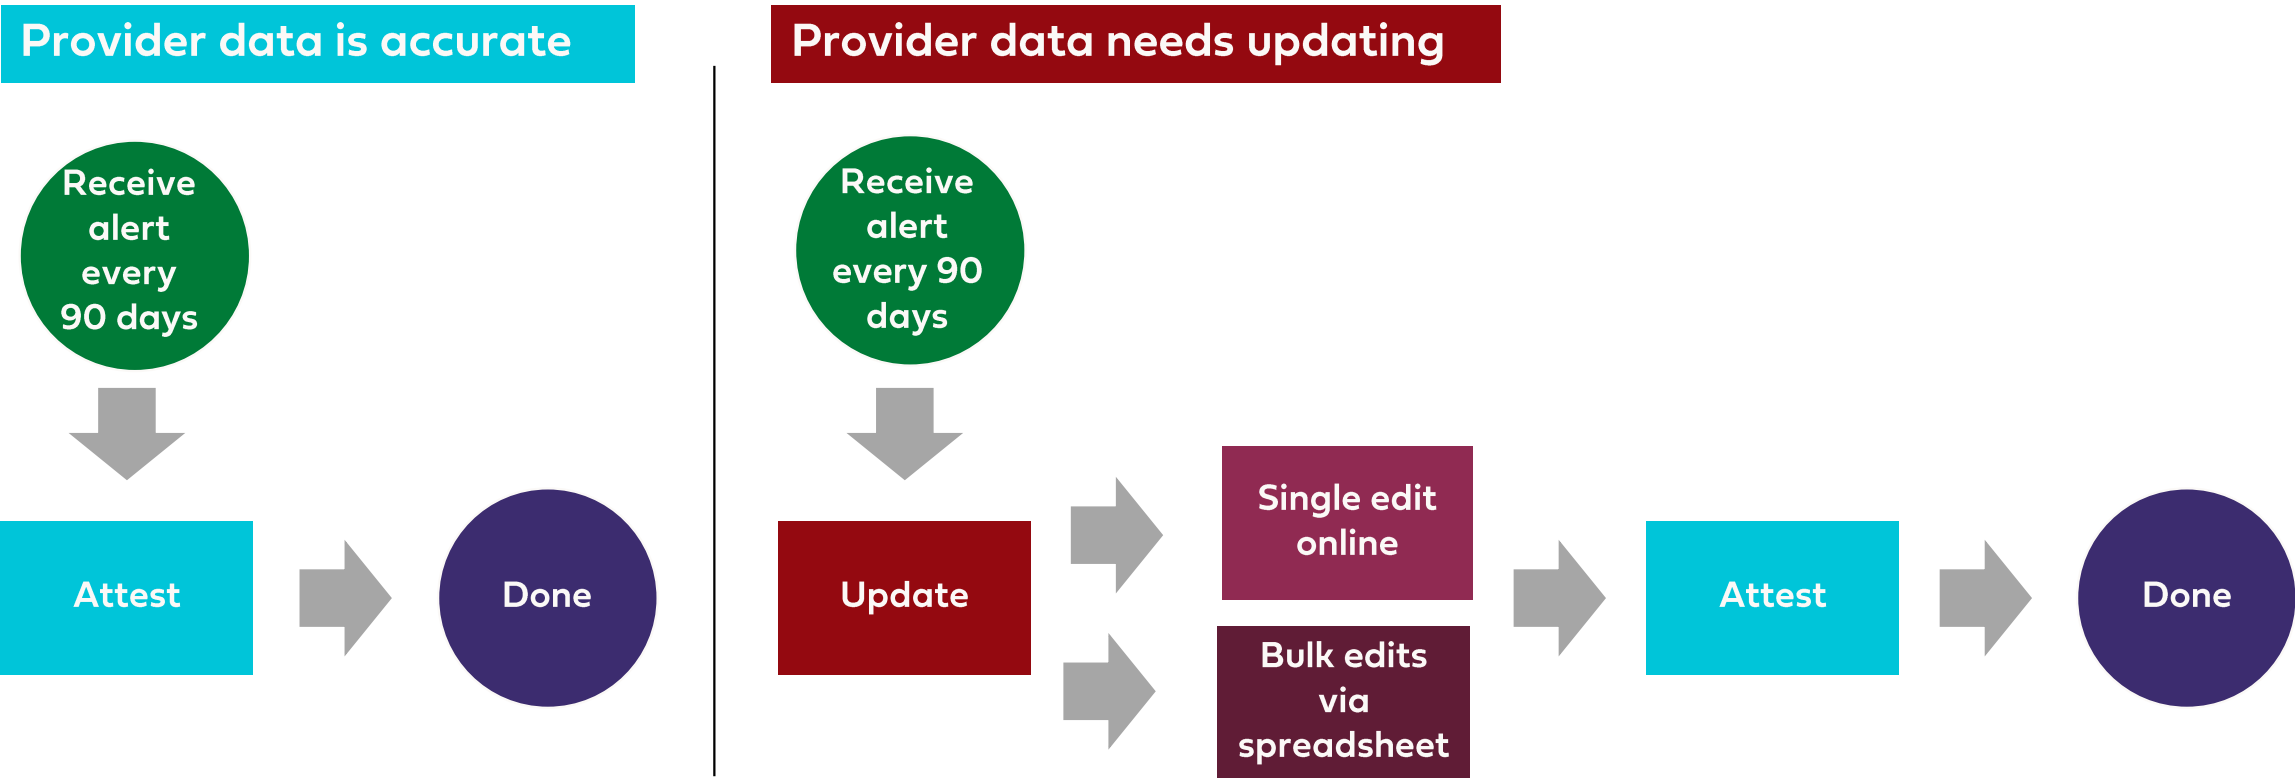 Provider data is accurate
Receive
alert
every
90 days
Attest
Done
Provider data needs updating
Receive
alert
every 90
days
Update
Single edit
online
Bulk edits
via
spreadsheet
Attest
Done